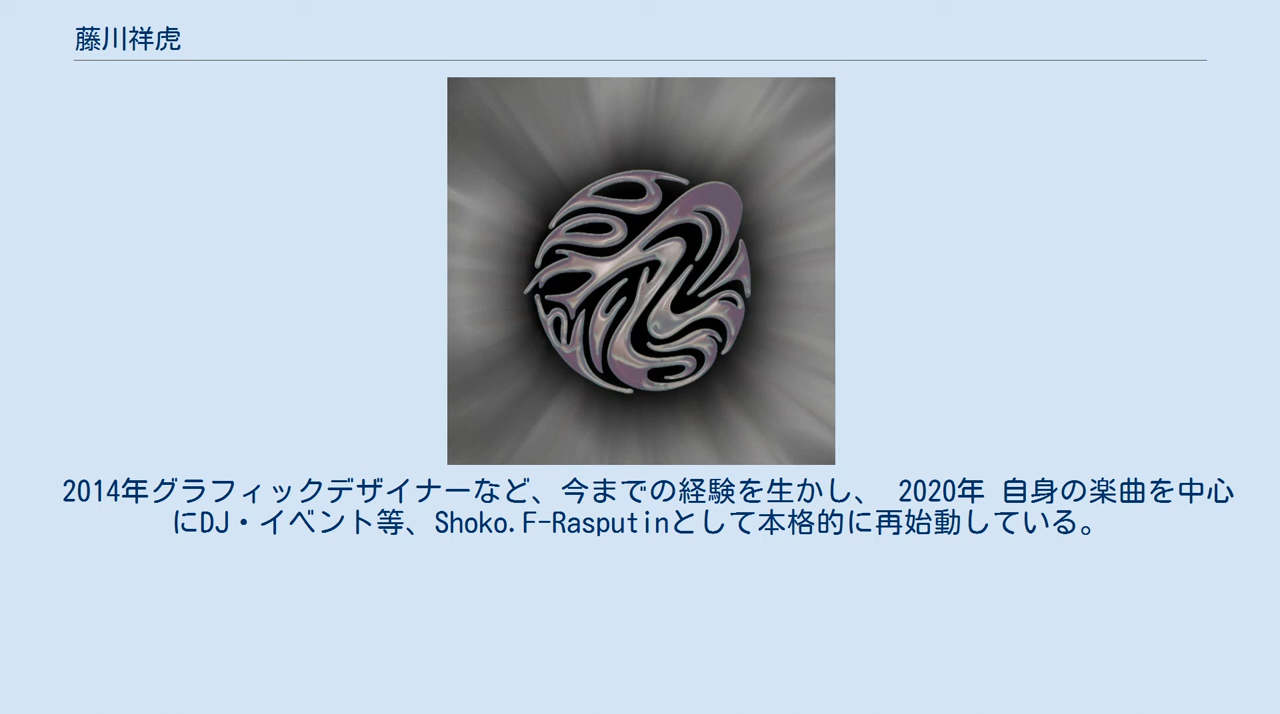 藤川祥虎
2014年グラフィックデザイナーなど、今までの経験を生かし、 2020年 自身の楽曲を中心
にDJ・イベント等、Shoko.F-Rasputinとして本格的に再始動している。